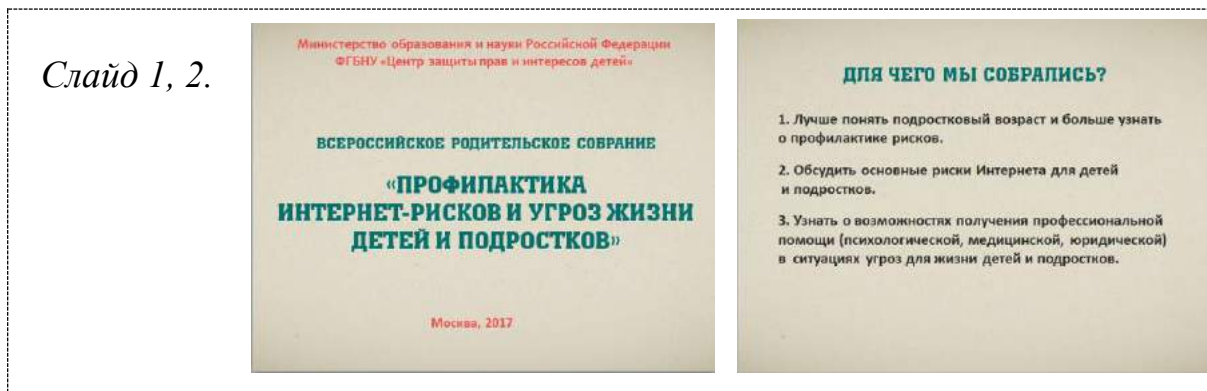 Слайд 1, 2.
Министерство образования и науки Российской Федерации
ФГБНУ «Центр защиты прав и интересов детей»
ВСЕРОССИЙСКОЕ РОДИТЕЛЬСКОЕ СОБРАНИЕ
«ПРОФИЛАКТИКА
ИНТЕРНЕТ-РИСКОВ И УГРОЗ ЖИЗНИ
ДЕТЕЙ И ПОДРОСТКОВ»
Москва, 2017
ДЛЯ ЧЕГО МЫ СОБРАЛИСЬ?
1. Лучше понять подростковый возраст и больше узнать
о профилактике рисков.
2. Обсудить основные риски Интернета для детей
и подростков.
3. Узнать о возможностях получения профессиональной
помощи (психологической, медицинской, юридической)
в ситуациях угроз для жизни детей и подростков.